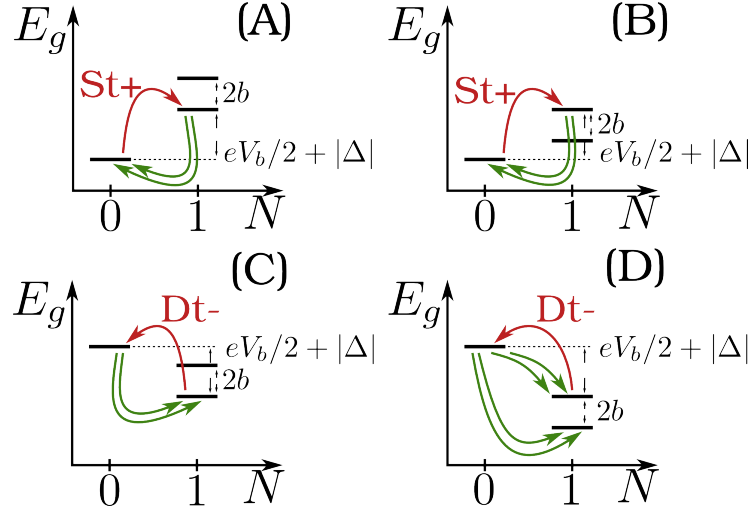 (A)
E_g
St+
2b
eV_b/2 + |Δ|
0 1 N
(B)
E_g
St+
2b
eV_b/2 + |Δ|
0 1 N
(C)
E_g
Dt-
eV_b/2 + |Δ|
2b
0 1 N
(D)
E_g
Dt-
eV_b/2 + |Δ|
2b
0 1 N